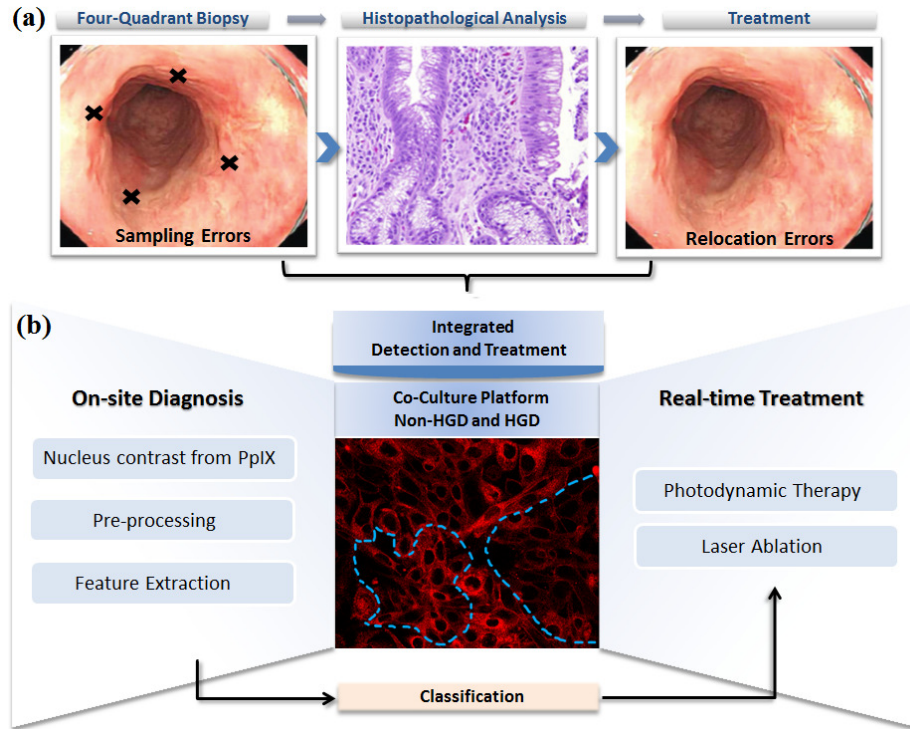 (a)
Four-Quadrant Biopsy
Histopathological Analysis
Treatment
Sampling Errors
Relocation Errors
(b)
Integrated
Detection and Treatment
On-site Diagnosis
Co-Culture Platform
Non-HGD and HGD
Real-time Treatment
Nucleus contrast from PpIX
Pre-processing
Feature Extraction
Photodynamic Therapy
Laser Ablation
Classification